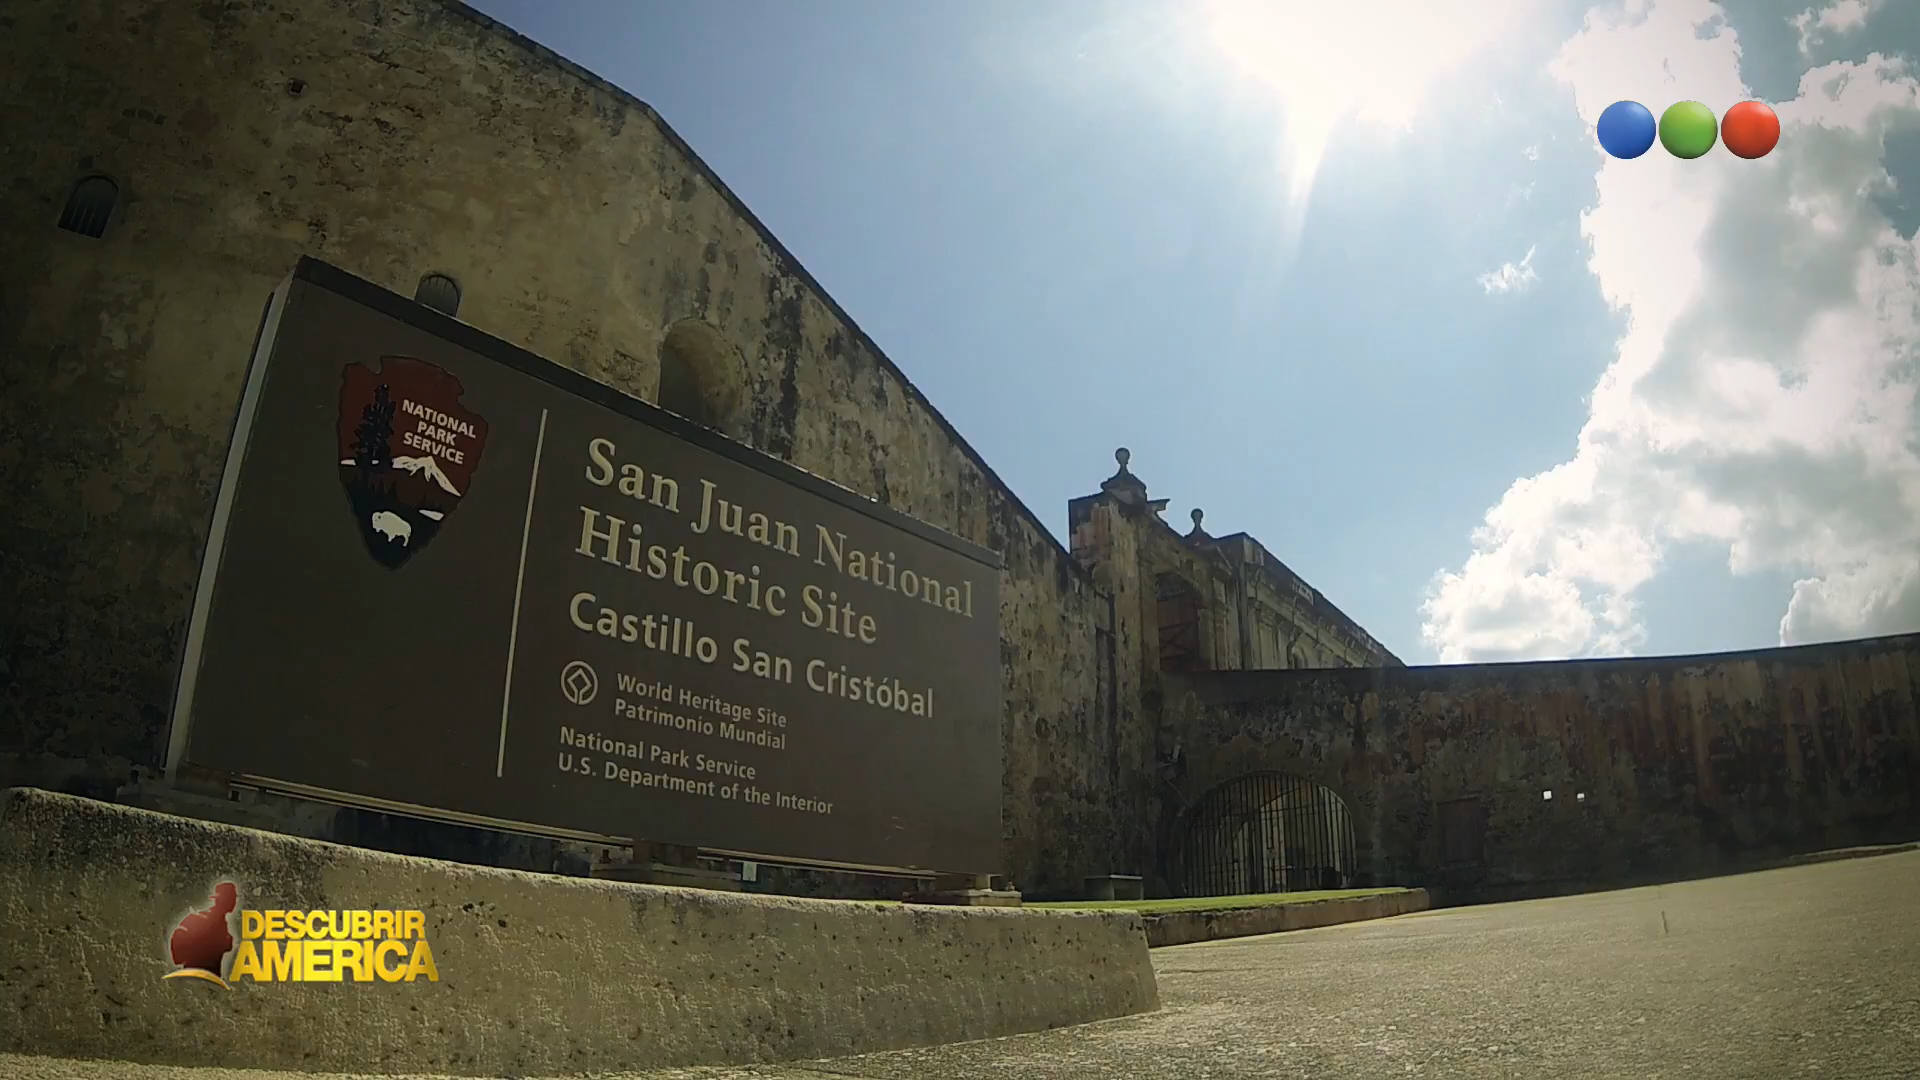 NATIONAL
PARK
SERVICE
San Juan National
Historic Site
Castillo San Cristóbal
World Heritage Site
Patrimonio Mundial
National Park Service
U.S. Department of the Interior
DESCUBRIR
AMERICA